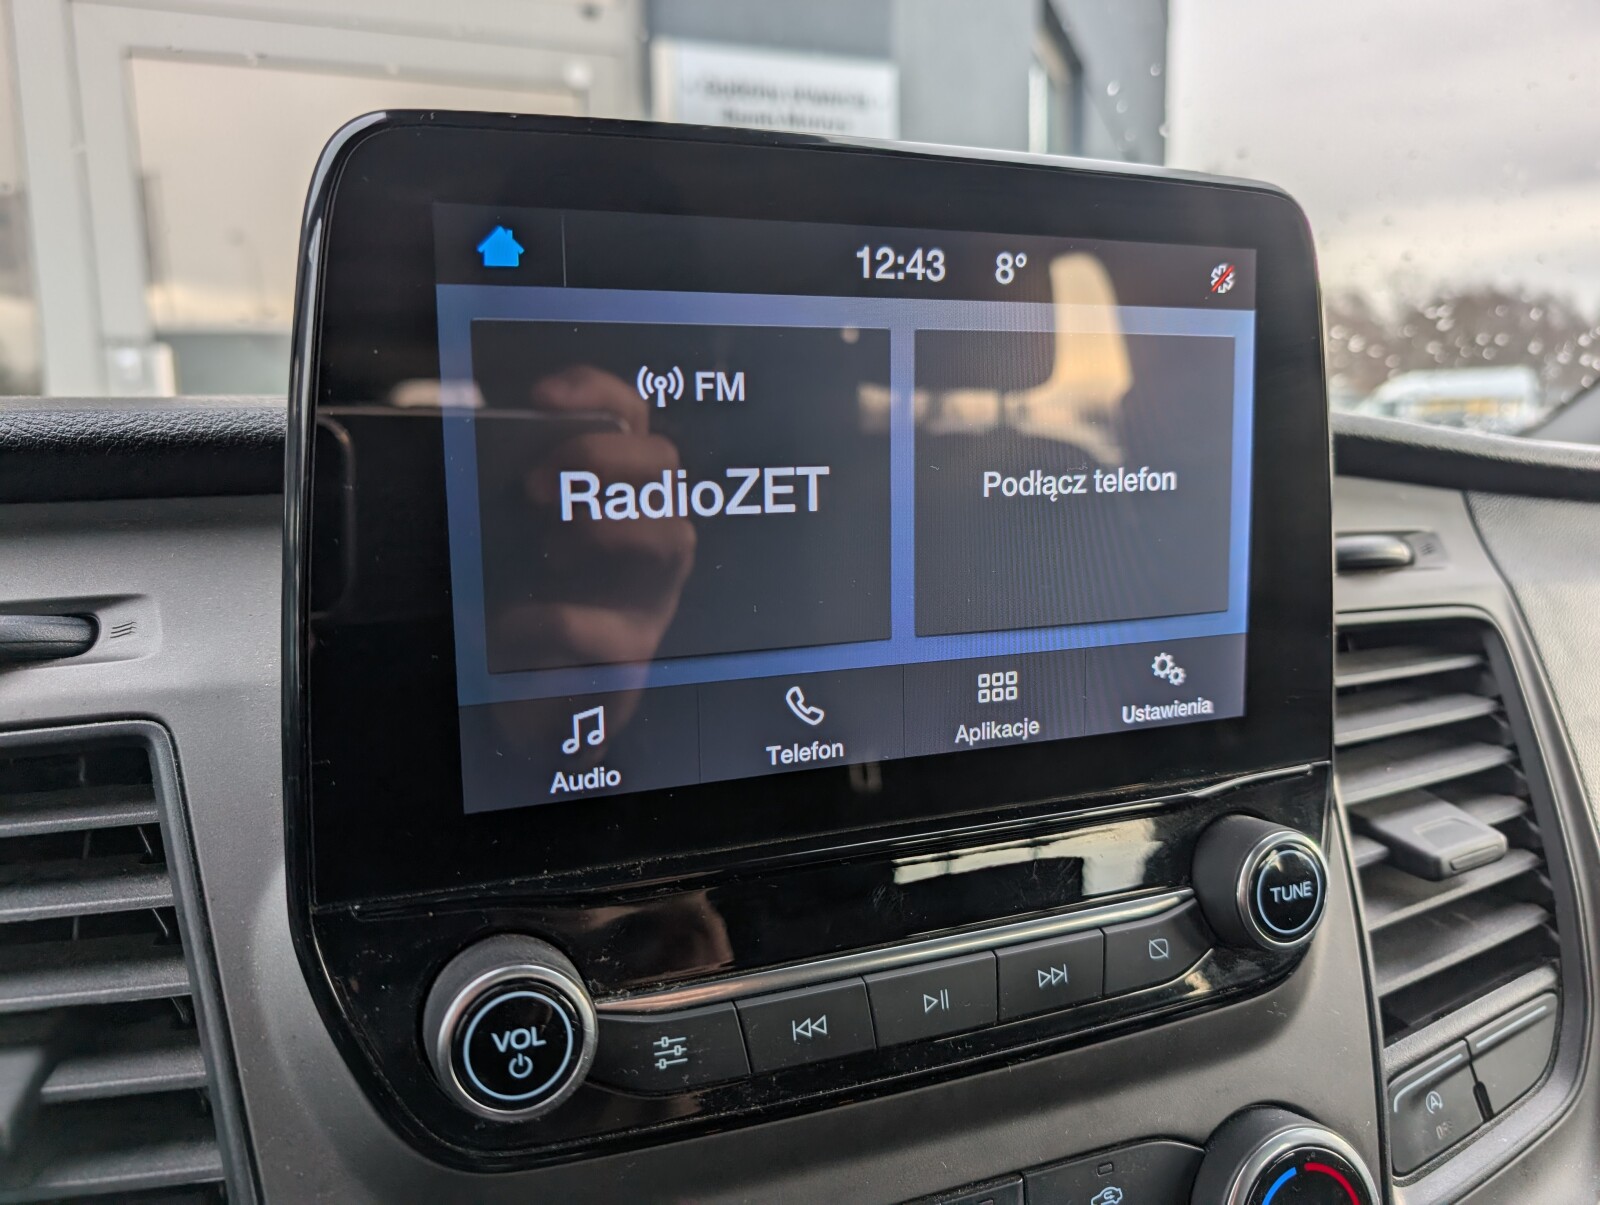 12:43 8°
FM
RadioZET
Podłącz telefon
Audio
Telefon
Aplikacje
Ustawienia
TUNE
VOL
A